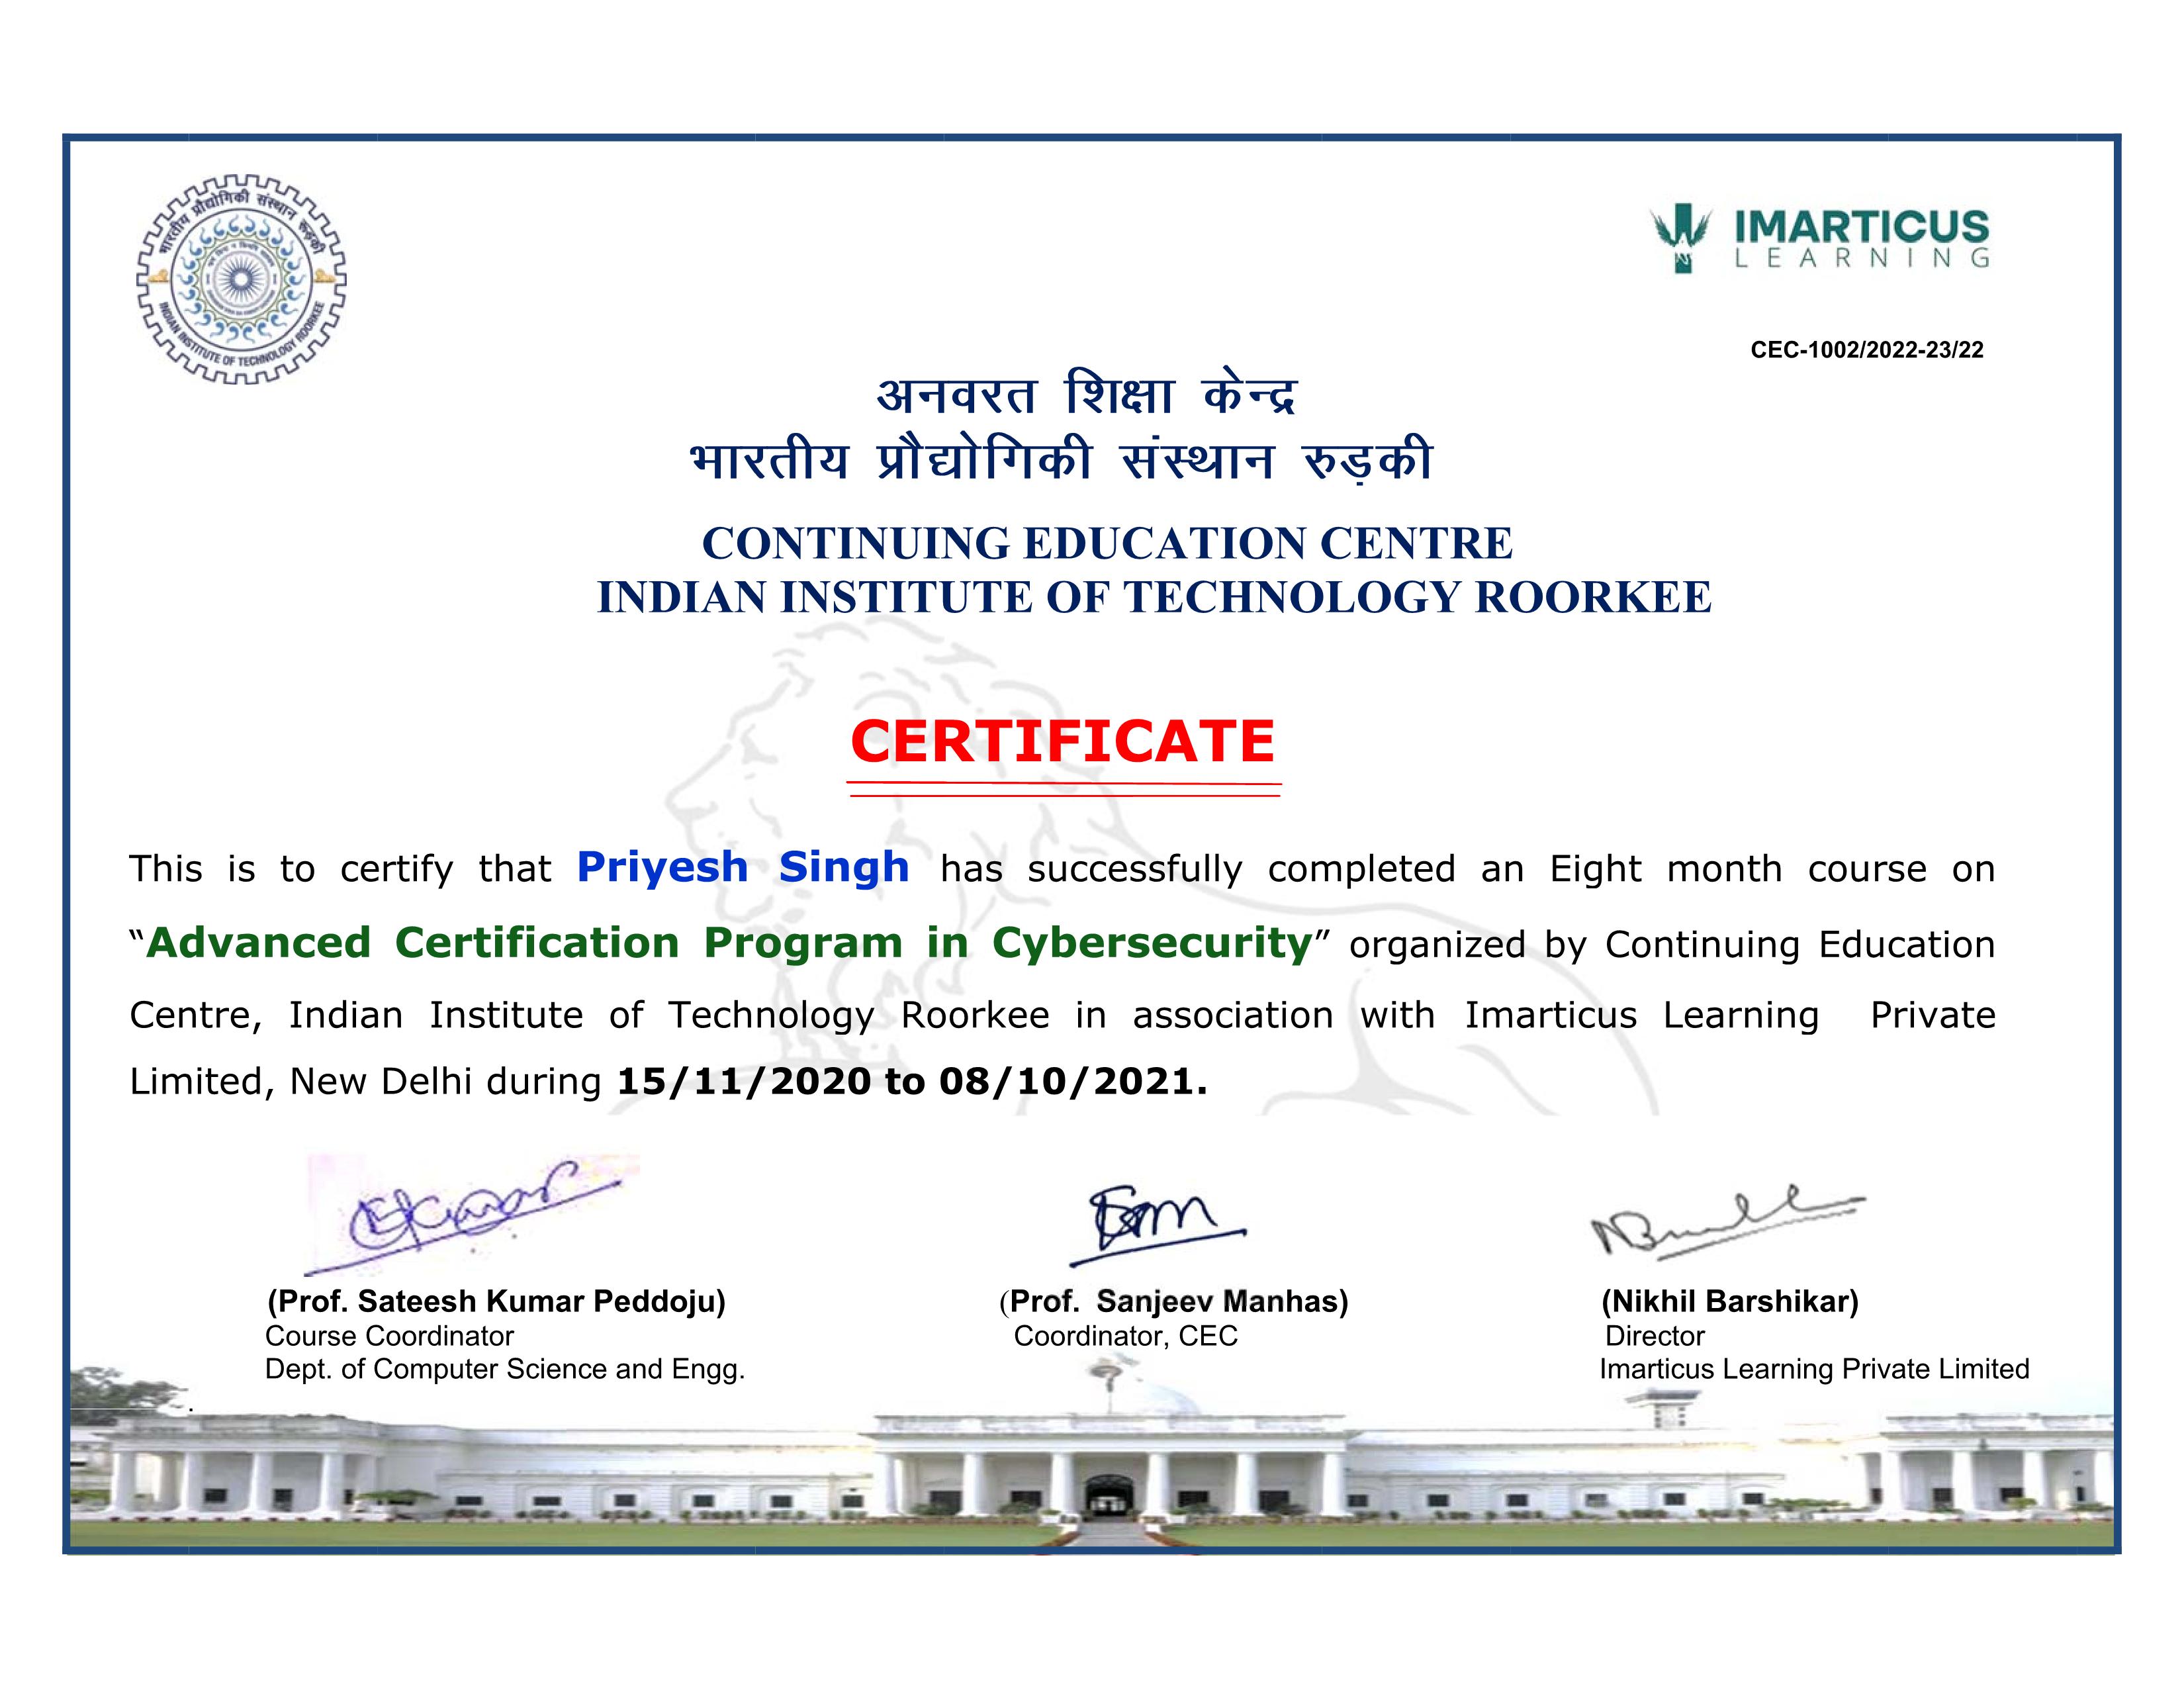 भारतीय प्रौद्योगिकी संस्थान रुड़की
INDIAN INSTITUTE OF TECHNOLOGY ROORKEE
IMARTICUS
LEARNING
CEC-1002/2022-23/22
अनवरत शिक्षा केन्द्र
भारतीय प्रौद्योगिकी संस्थान रुड़की
CONTINUING EDUCATION CENTRE
INDIAN INSTITUTE OF TECHNOLOGY ROORKEE
CERTIFICATE
This is to certify that Priyesh Singh has successfully completed an Eight month course on
“Advanced Certification Program in Cybersecurity” organized by Continuing Education
Centre, Indian Institute of Technology Roorkee in association with Imarticus Learning Private
Limited, New Delhi during 15/11/2020 to 08/10/2021.
(Prof. Sateesh Kumar Peddoju) (Prof. Sanjeev Manhas) (Nikhil Barshikar)
Course Coordinator Coordinator, CEC Director
Dept. of Computer Science and Engg. Imarticus Learning Private Limited